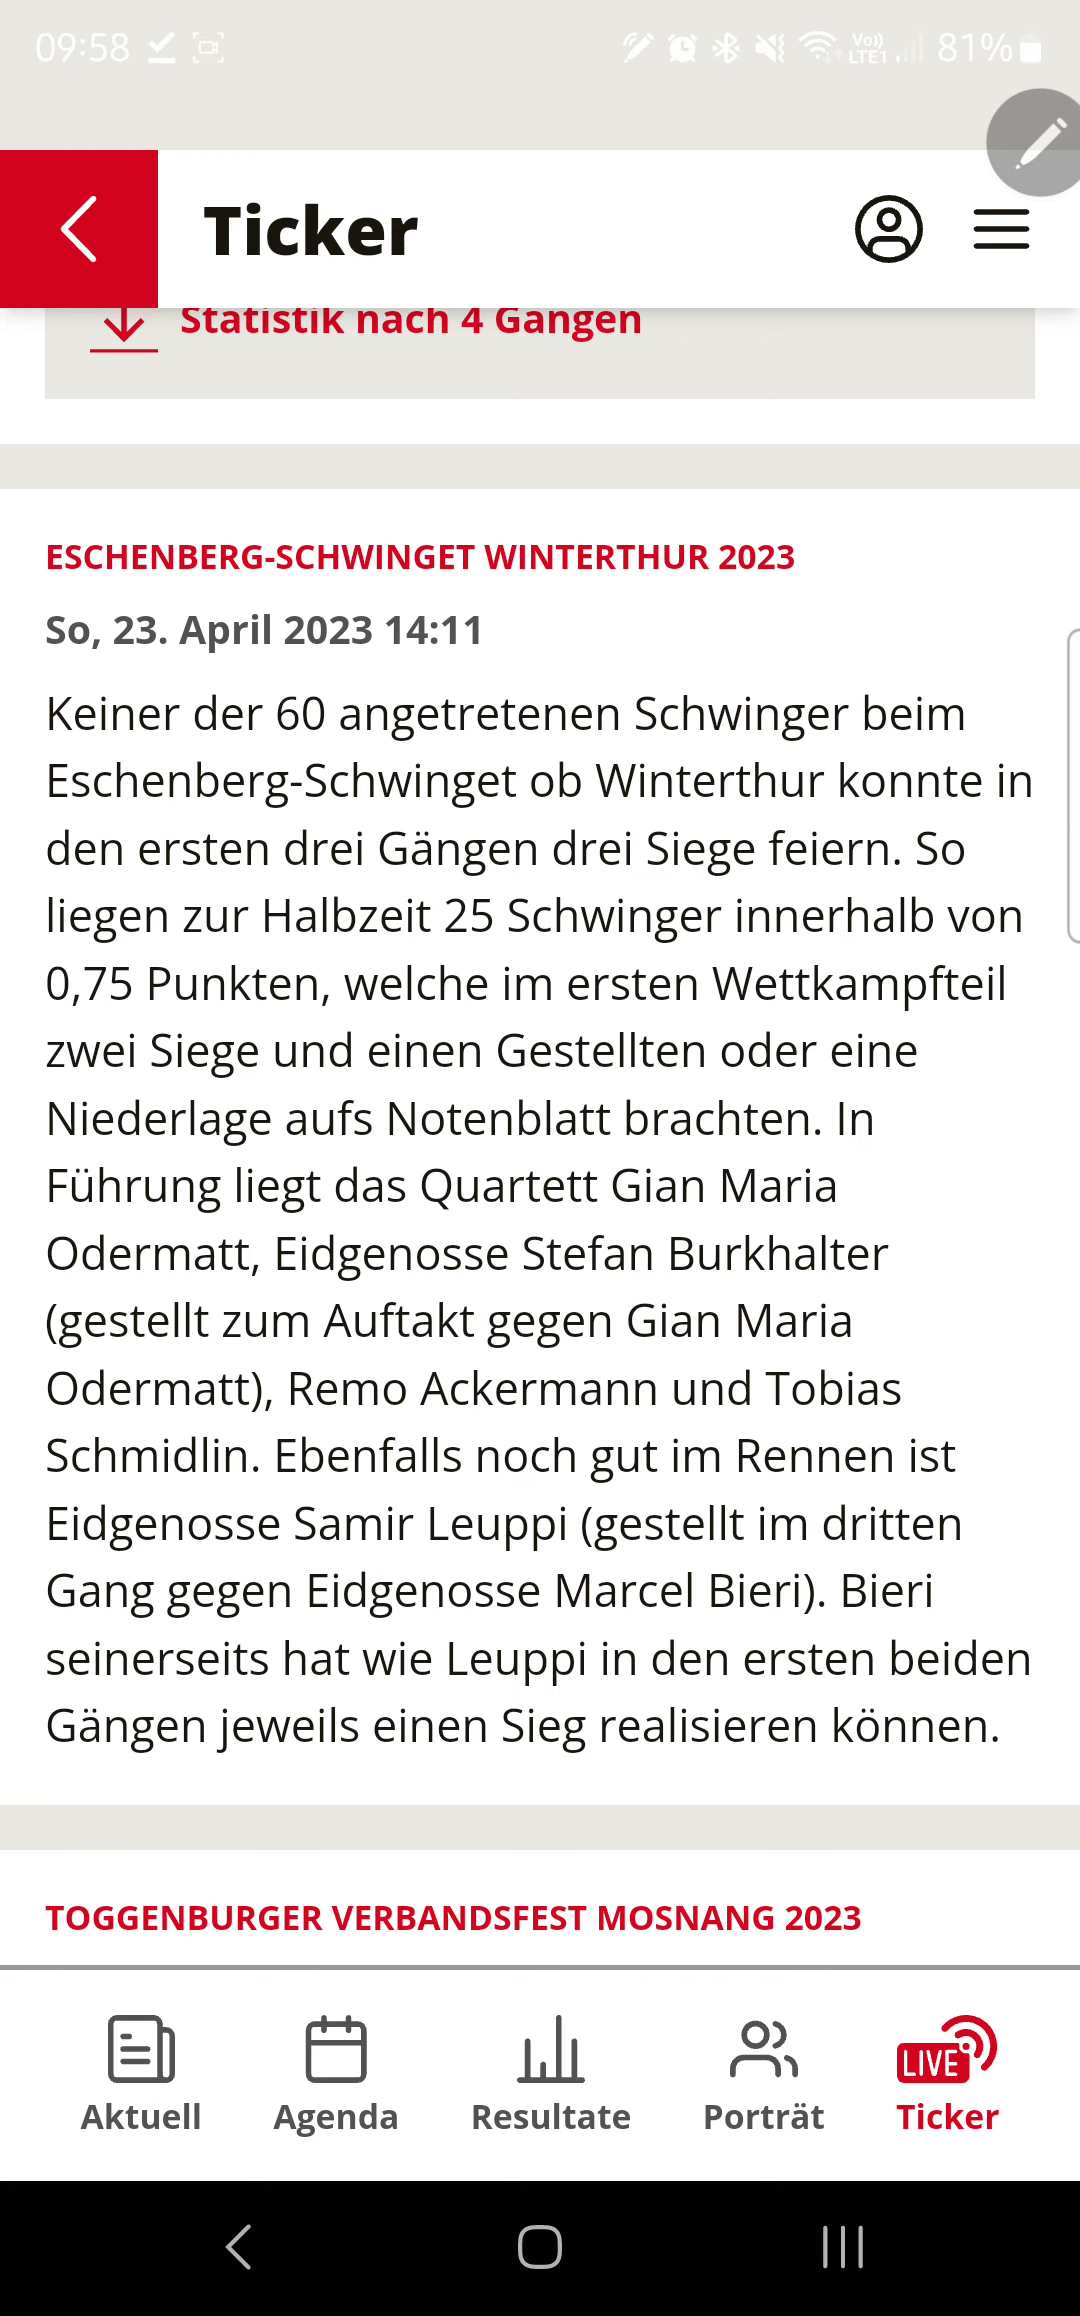 09:58
Vo)) LTE1 81%
Ticker
Statistik nach 4 Gängen
ESCHENBERG-SCHWINGET WINTERTHUR 2023
So, 23. April 2023 14:11
Keiner der 60 angetretenen Schwinger beim
Eschenberg-Schwinget ob Winterthur konnte in
den ersten drei Gängen drei Siege feiern. So
liegen zur Halbzeit 25 Schwinger innerhalb von
0,75 Punkten, welche im ersten Wettkampfteil
zwei Siege und einen Gestellten oder eine
Niederlage aufs Notenblatt brachten. In
Führung liegt das Quartett Gian Maria
Odermatt, Eidgenosse Stefan Burkhalter
(gestellt zum Auftakt gegen Gian Maria
Odermatt), Remo Ackermann und Tobias
Schmidlin. Ebenfalls noch gut im Rennen ist
Eidgenosse Samir Leuppi (gestellt im dritten
Gang gegen Eidgenosse Marcel Bieri). Bieri
seinerseits hat wie Leuppi in den ersten beiden
Gängen jeweils einen Sieg realisieren können.
TOGGENBURGER VERBANDSFEST MOSNANG 2023
LIVE
Aktuell Agenda Resultate Porträt Ticker